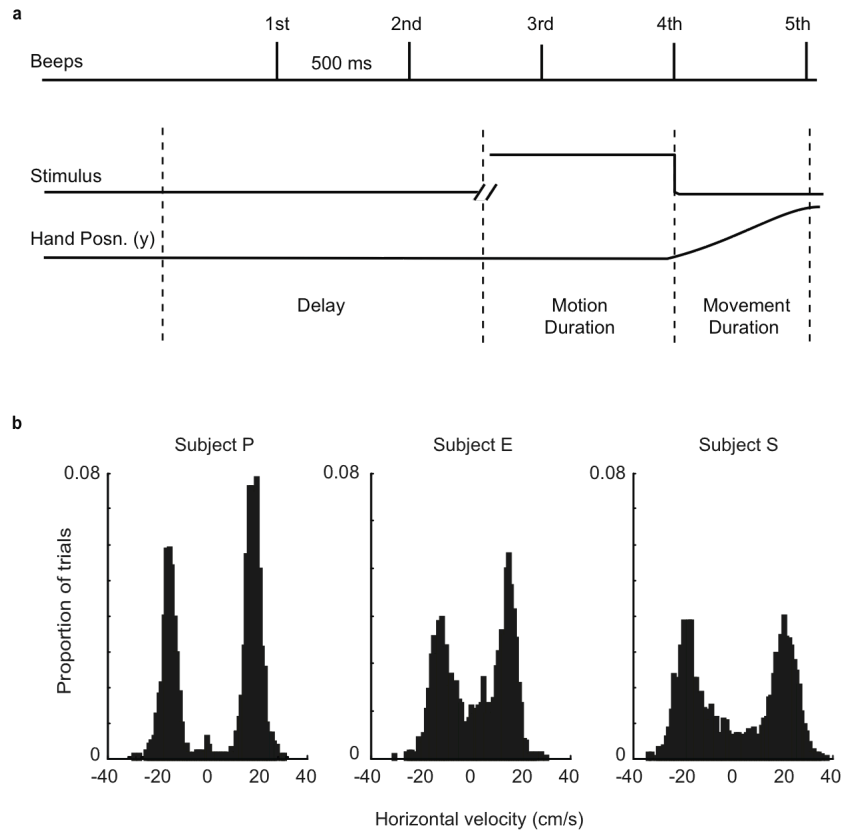 a
1st 2nd 3rd 4th 5th
Beeps
500 ms
Stimulus
Hand Posn. (y)
Delay
Motion Duration
Movement Duration
b
Subject P
Subject E
Subject S
0.08
0.08
0.08
Proportion of trials
0
0
0
-40 -20 0 20 40
-40 -20 0 20 40
-40 -20 0 20 40
Horizontal velocity (cm/s)